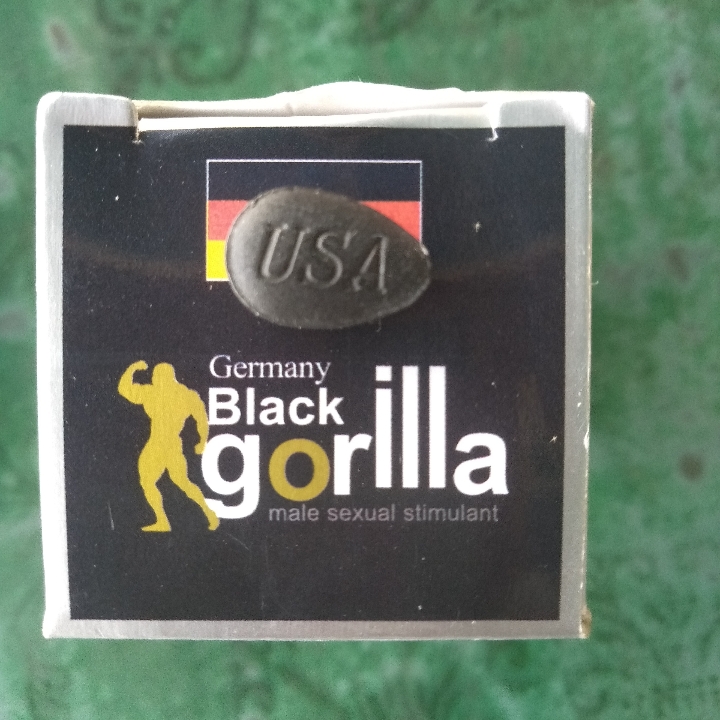 USA
Germany
Black
gorilla
male sexual stimulant